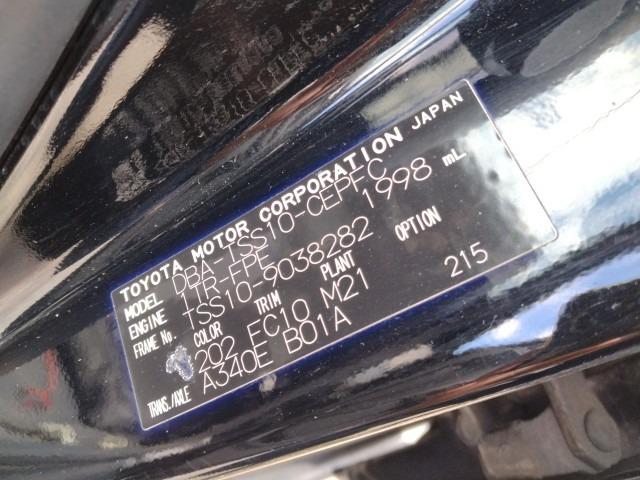 TOYOTA MOTOR CORPORATION JAPAN
MODEL DBA-TSS10-CEPFC
ENGINE 1TR-FPE 1998 mL
FRAME No. TSS10-9038282
COLOR TRIM PLANT OPTION
202 FC10 M21 215
TRANS./AXLE A340E B01A